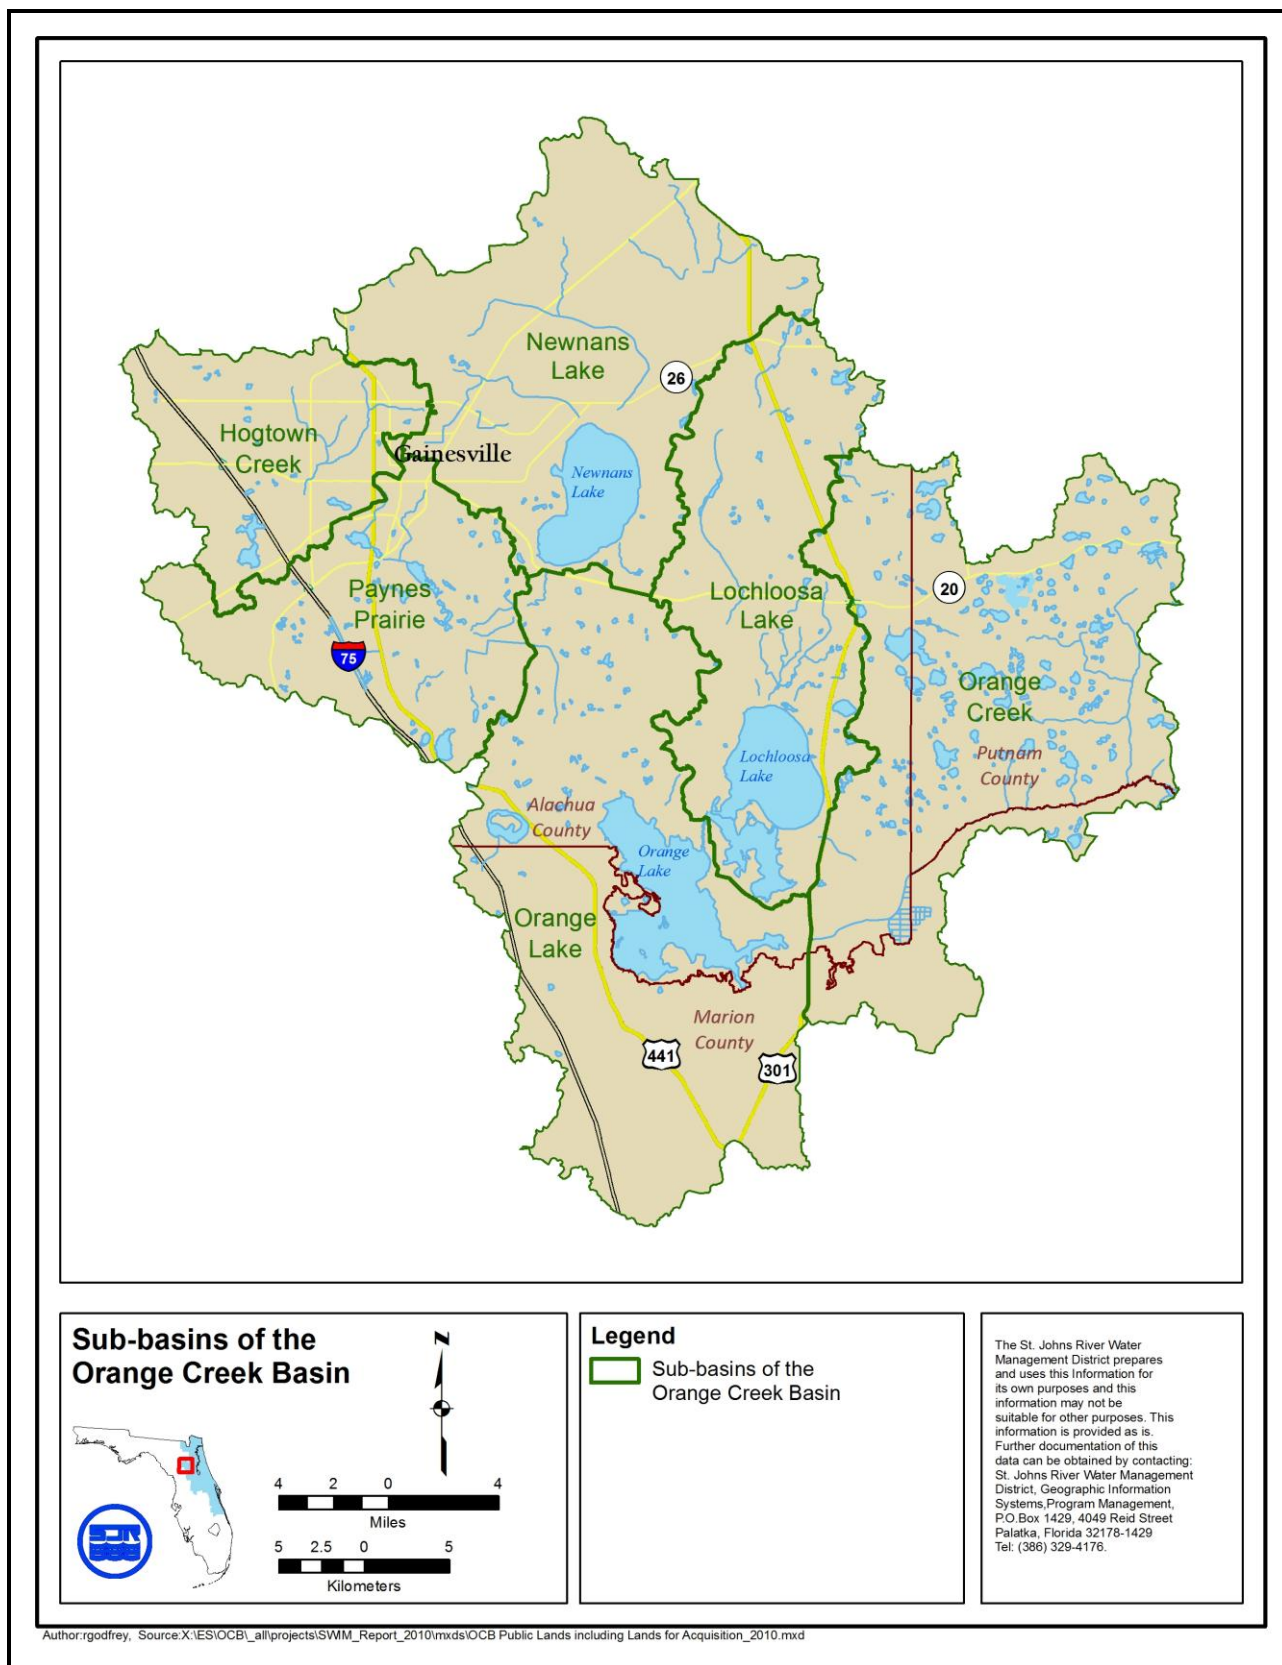 Newnans
Lake
26
Hogtown
Creek
Gainesville
Newnans
Lake
Paynes
Prairie
Lochloosa
Lake
20
75
Orange
Creek
Putnam
County
Lochloosa
Lake
Alachua
County
Orange
Lake
Orange
Lake
Marion
County
441
301
Sub-basins of the
Orange Creek Basin
N
4 2 0 4
Miles
5 2.5 0 5
Kilometers
Legend
Sub-basins of the
Orange Creek Basin
The St. Johns River Water
Management District prepares
and uses this Information for
its own purposes and this
information may not be
suitable for other purposes. This
information is provided as is.
Further documentation of this
data can be obtained by contacting:
St. Johns River Water Management
District, Geographic Information
Systems,Program Management,
P.O.Box 1429, 4049 Reid Street
Palatka, Florida 32178-1429
Tel: (386) 329-4176.
Author:rgodfrey, Source:X:\ES\OCB\_all\projects\SWIM_Report_2010\mxds\OCB Public Lands including Lands for Acquisition_2010.mxd